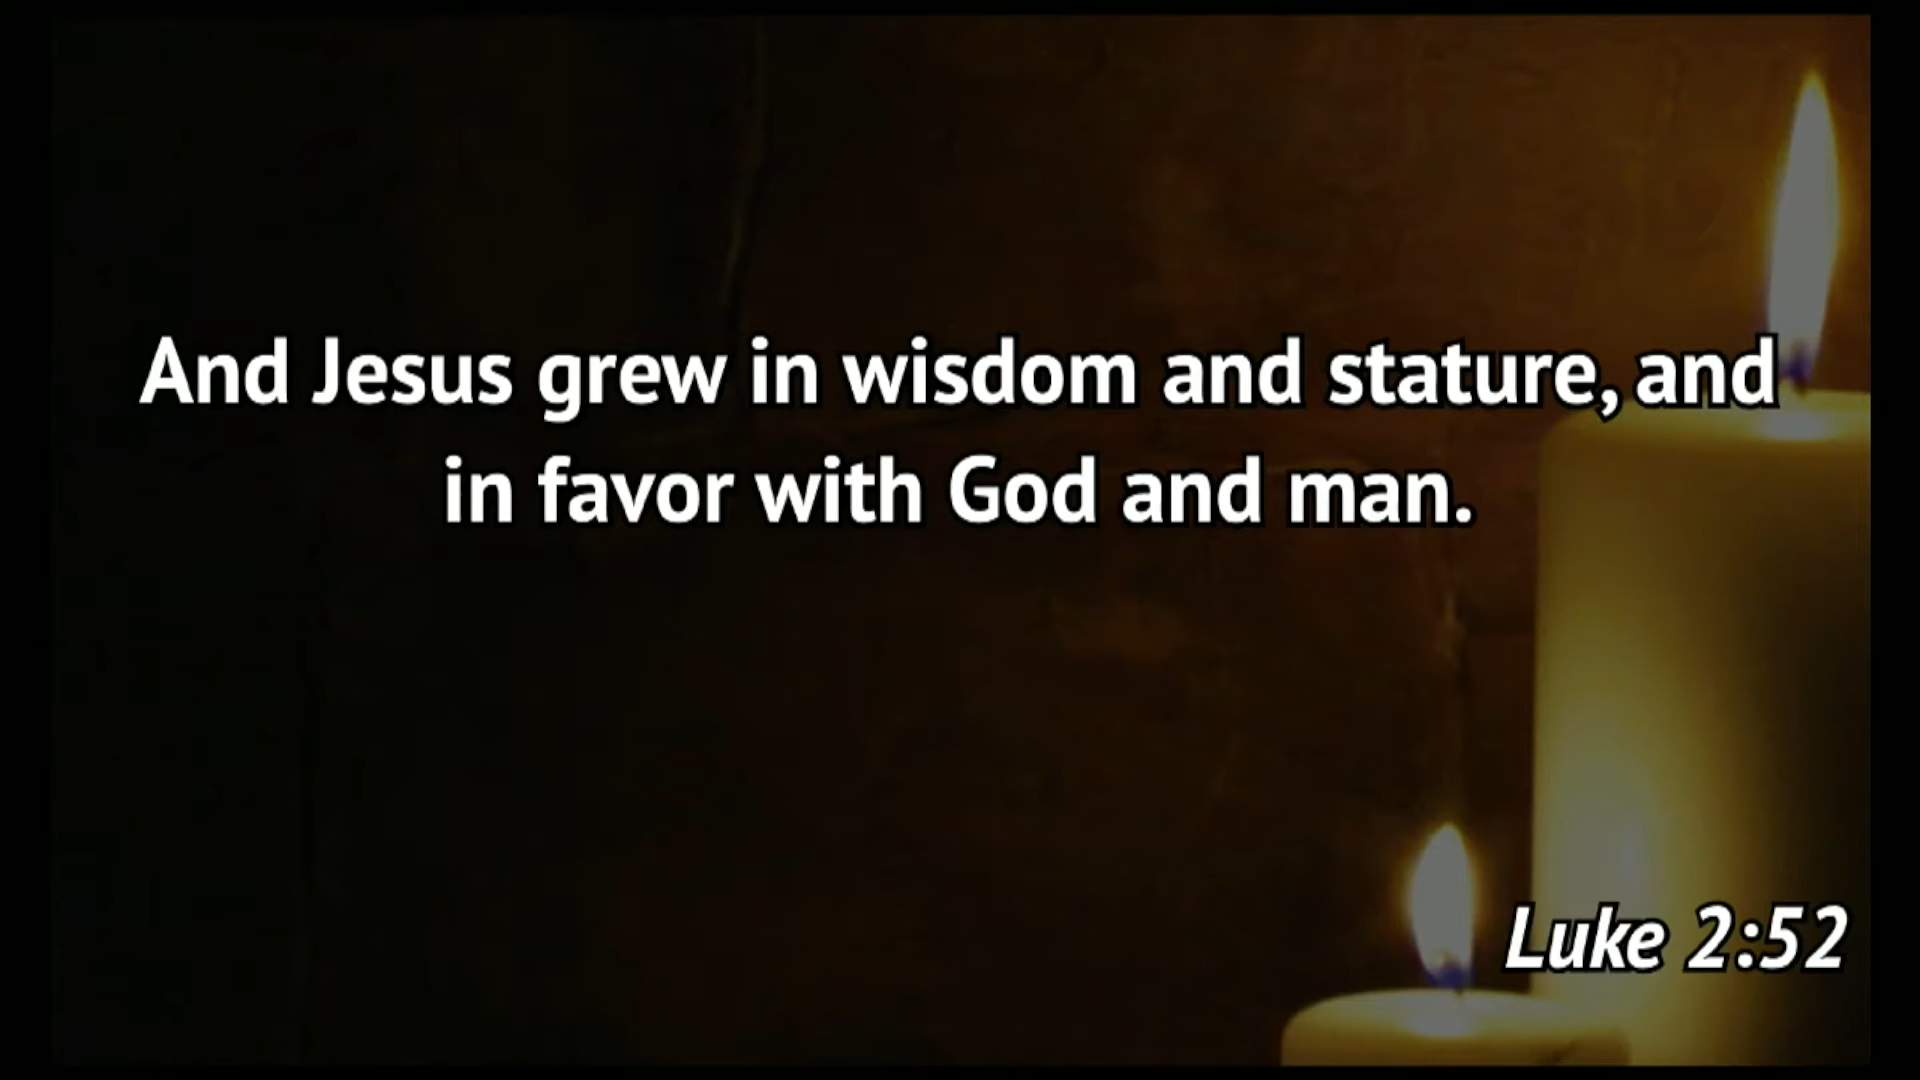 And Jesus grew in wisdom and stature, and
in favor with God and man.
Luke 2:52